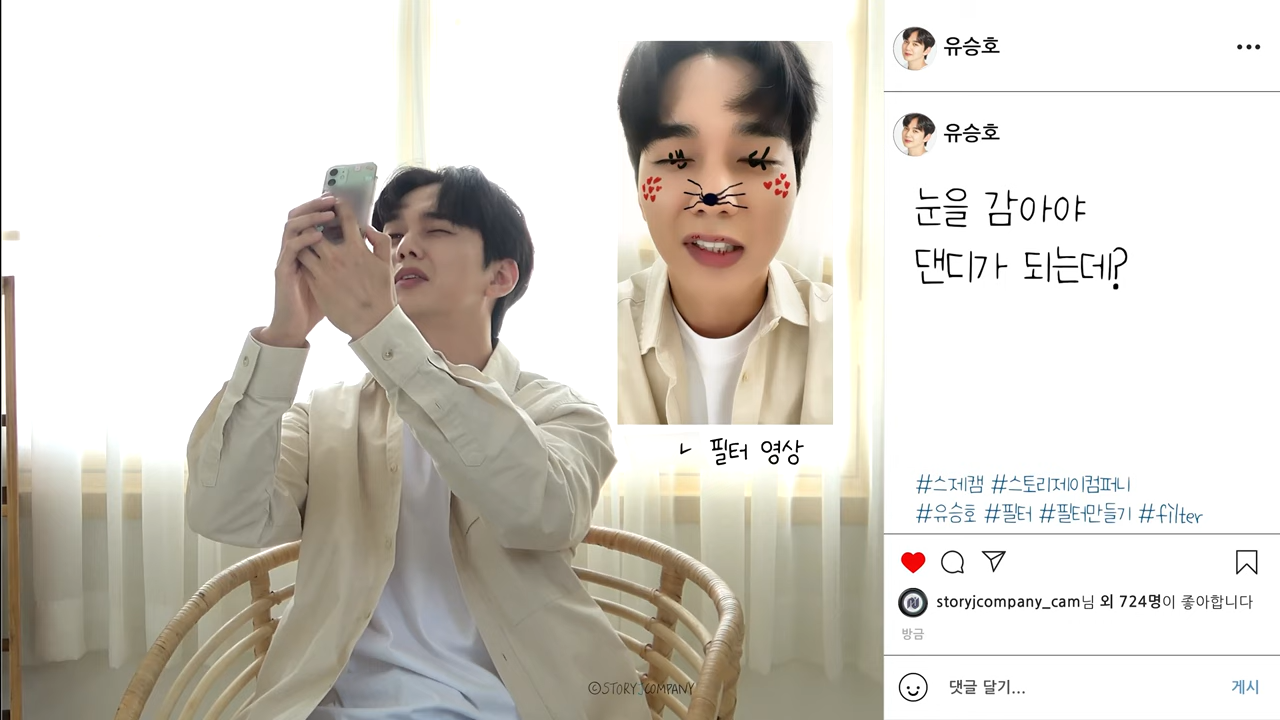 유승호
유승호
눈을 감아야
댄디가 되는데?
필터 영상
#스제캠 #스토리제이컴퍼니
#유승호 #필터 #필터만들기 #filter
storyjcompany_cam님 외 724명이 좋아합니다
방금
댓글 달기...
게시
©STORYJCOMPANY